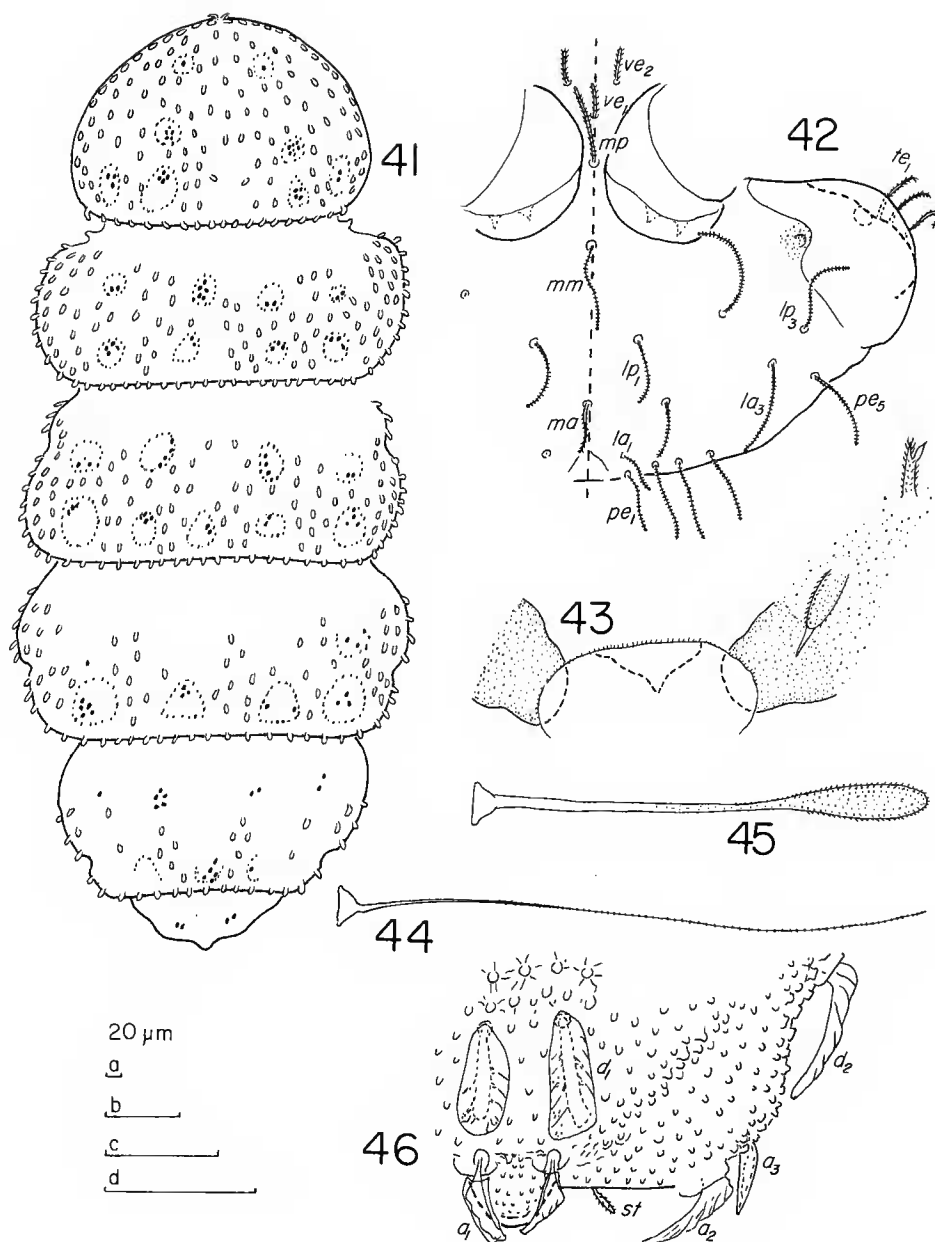 41
42
ve₂
ve₁
mp
te₁
mm
lp₁
lp₃
ma
la₁
la₃
pe₅
pe₁
43
45
44
20 µm
a
b
c
d
46
d₁
d₂
a₁
st
a₂
a₃